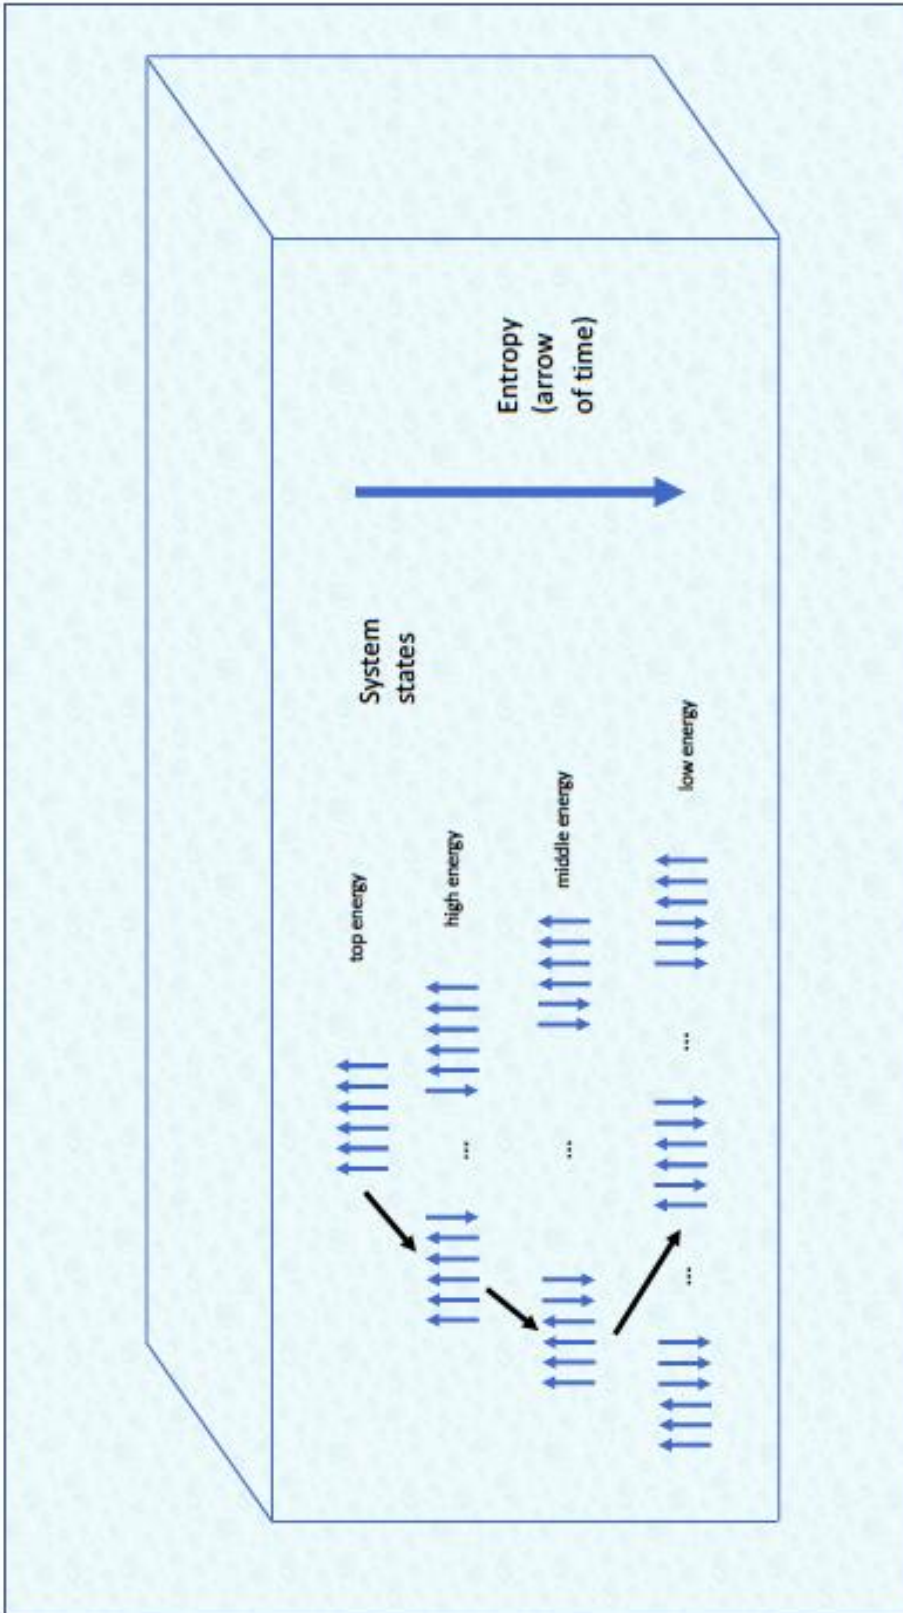 System
states
Entropy
(arrow
of time)
top energy
high energy
...
middle energy
...
low energy
...
...